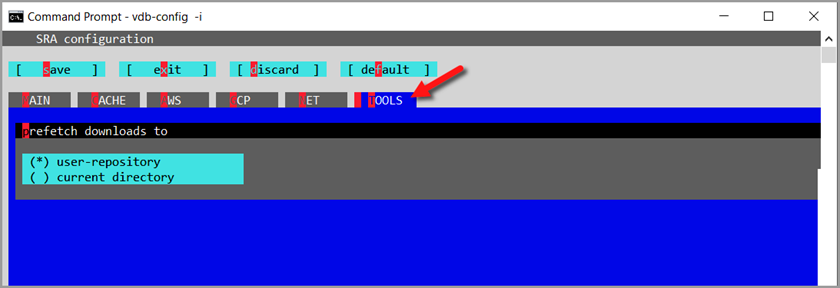 Command Prompt - vdb-config -i
SRA configuration
[ save ] [ exit ] [ discard ] [ default ]
MAIN CACHE AWS GCP NET TOOLS
prefetch downloads to
(*) user-repository
( ) current directory